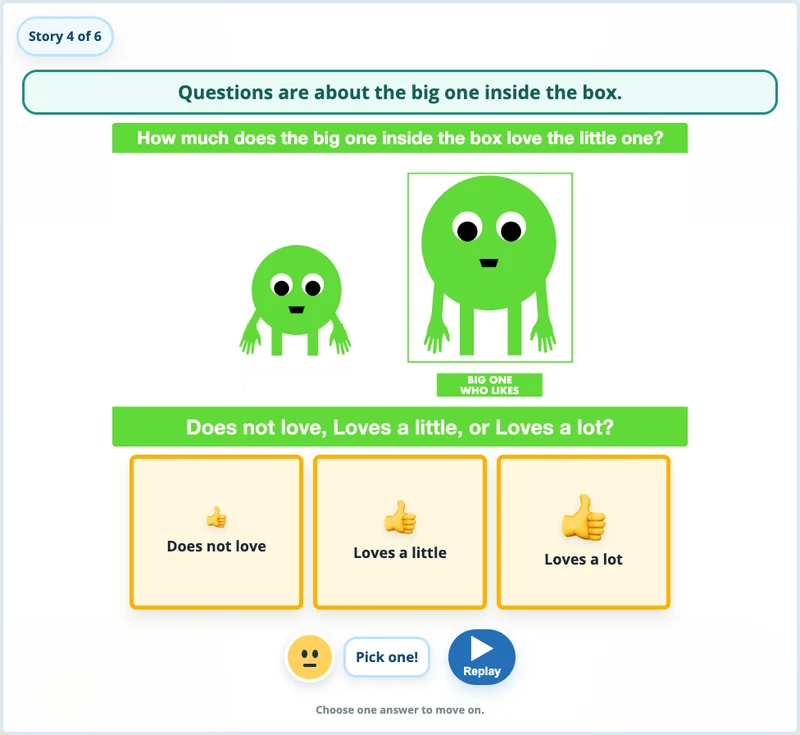 Story 4 of 6
Questions are about the big one inside the box.
How much does the big one inside the box love the little one?
BIG ONE
WHO LIKES
Does not love, Loves a little, or Loves a lot?
Does not love
Loves a little
Loves a lot
Pick one!
Replay
Choose one answer to move on.